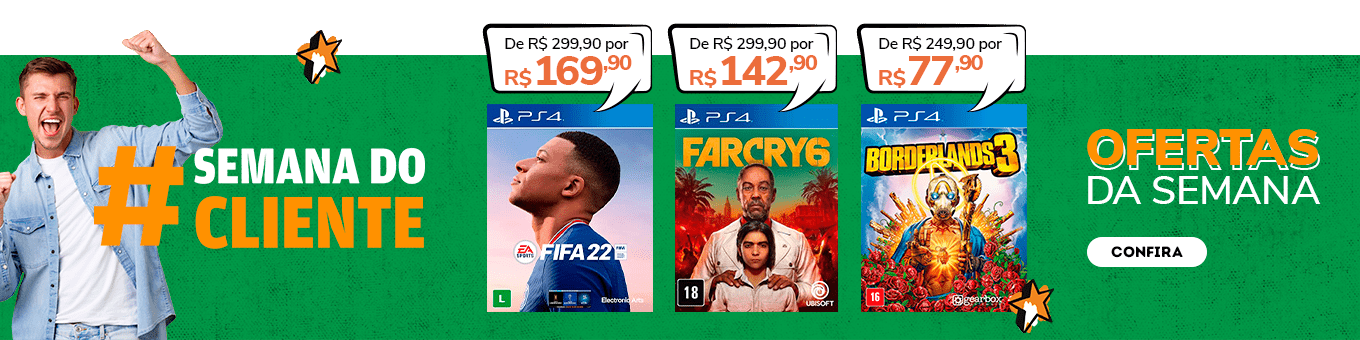 #SEMANA DO
CLIENTE
De R$ 299,90 por
R$ 169,90
PS4
EA
SPORTS
FIFA 22
L
Electronic Arts
De R$ 299,90 por
R$ 142,90
PS4
FARCRY6
18
UBISOFT
De R$ 249,90 por
R$ 77,90
PS4
BORDERLANDS 3
16
gearbox
OFERTAS
DA SEMANA
CONFIRA